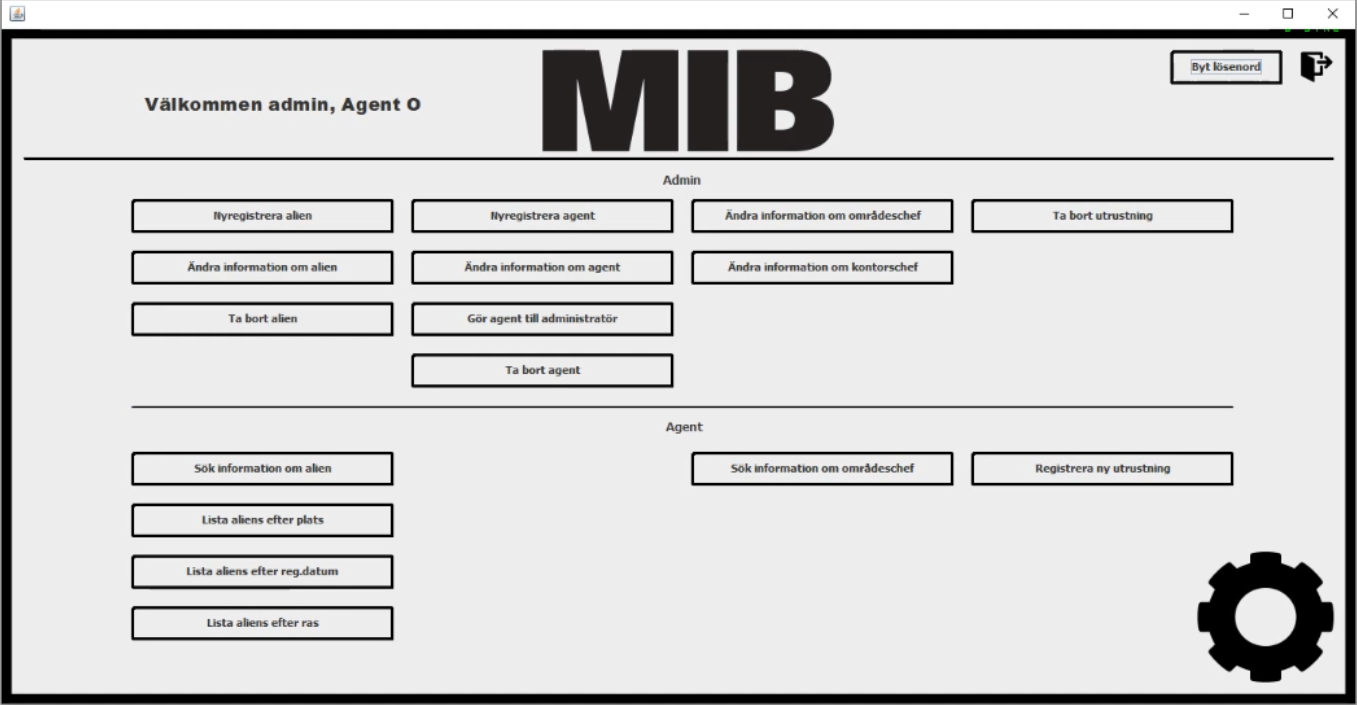 Byt lösenord
Välkommen admin, Agent O
MIB
Admin
Nyregistrera alien
Nyregistrera agent
Ändra information om områdeschef
Ta bort utrustning
Ändra information om alien
Ändra information om agent
Ändra information om kontorschef
Ta bort alien
Gör agent till administratör
Ta bort agent
Agent
Sök information om alien
Sök information om områdeschef
Registrera ny utrustning
Lista aliens efter plats
Lista aliens efter reg.datum
Lista aliens efter ras